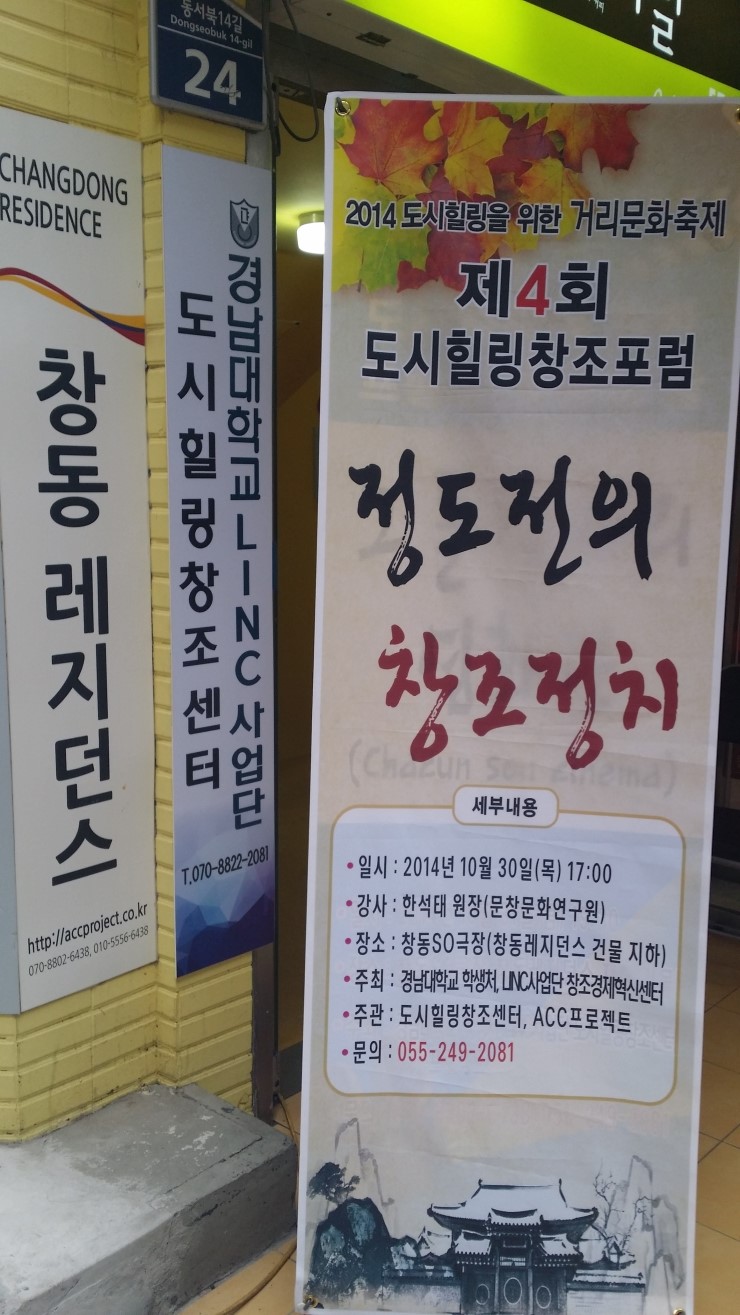 동서북14길
Dongseobuk 14-gil
24
CHANGDONG
RESIDENCE
창동 레지던스
http://accproject.co.kr
070-8802-6438, 010-5556-6438
경남대학교 LINC 사업단
도시힐링창조센터
T.070-8822-2081
2014 도시힐링을 위한 거리문화축제
제4회
도시힐링창조포럼
정도전의
창조정치
세부내용
• 일시 : 2014년 10월 30일(목) 17:00
• 강사 : 한석태 원장(문창문화연구원)
• 장소 : 창동SO극장(창동레지던스 건물 지하)
• 주최 : 경남대학교 학생처, LINC사업단 창조경제혁신센터
• 주관 : 도시힐링창조센터, ACC프로젝트
• 문의 : 055-249-2081